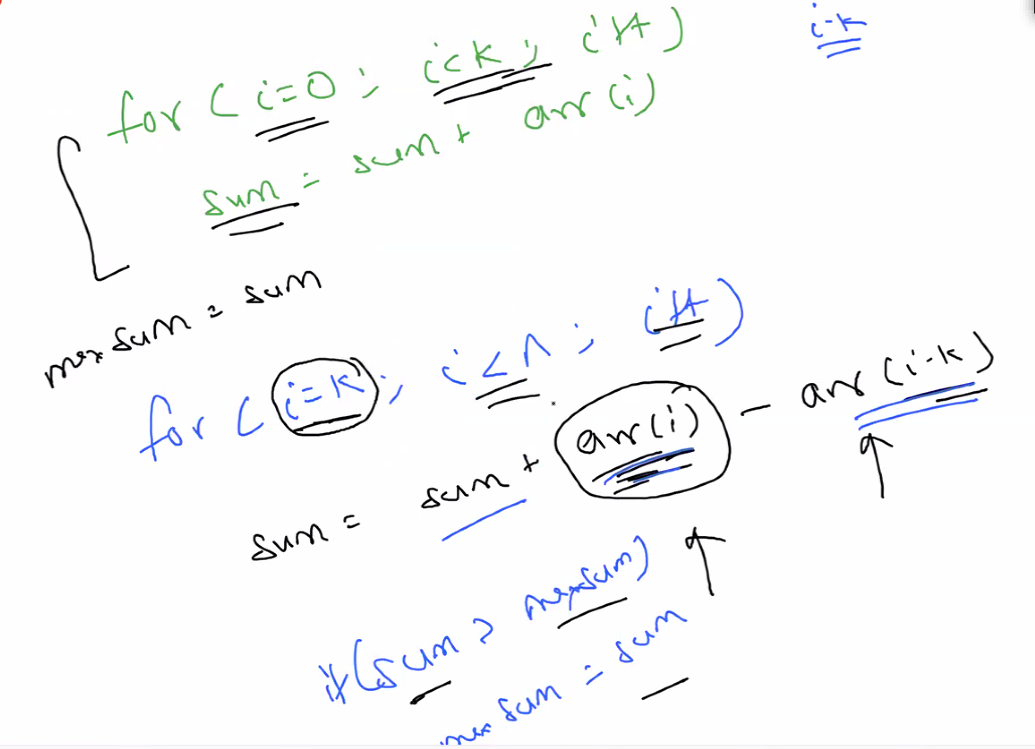 i-k
for ( i=0 ; i<k ; i++ )
sum = sum + arr (i)
maxsum = sum
for ( i=k ; i<n ; i++ )
sum = sum + arr(i) - arr (i-k)
if(sum > maxsum)
maxsum = sum